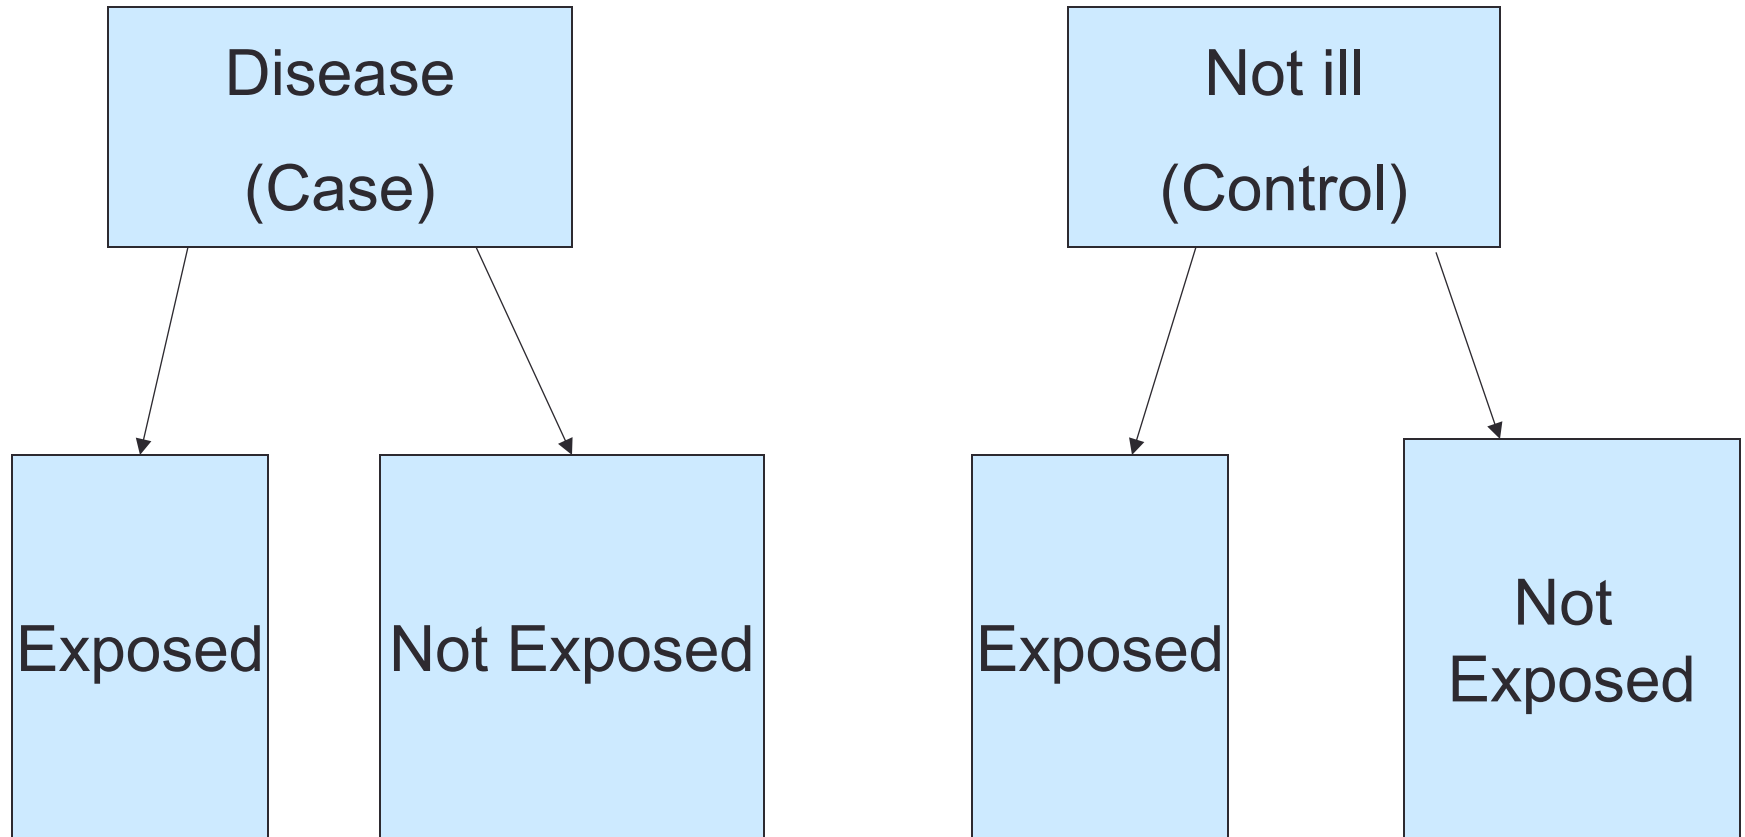 Disease
(Case)
Not ill
(Control)
Exposed
Not Exposed
Exposed
Not
Exposed